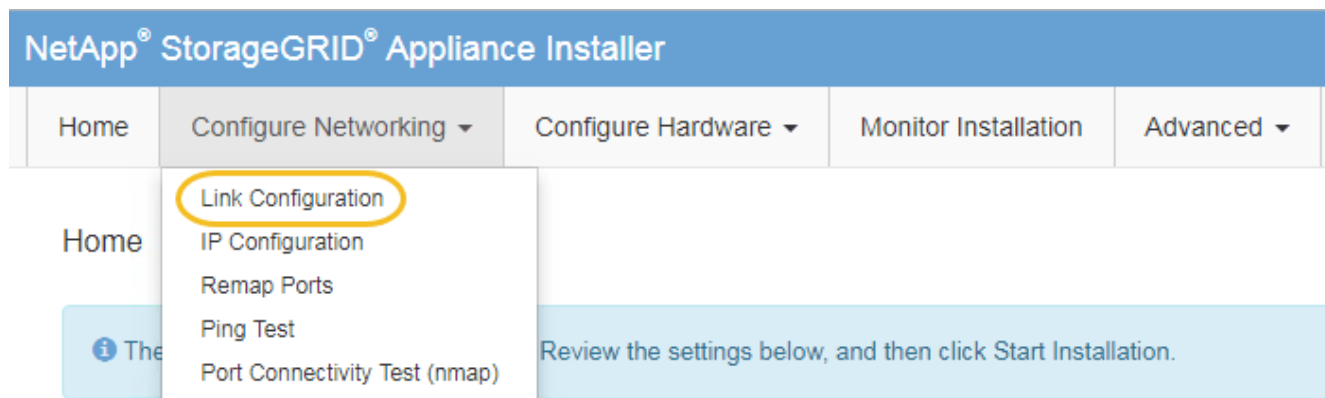 NetApp® StorageGRID® Appliance Installer
Home Configure Networking Configure Hardware Monitor Installation Advanced
Link Configuration
Home IP Configuration
Remap Ports
Ping Test
The Review the settings below, and then click Start Installation.
Port Connectivity Test (nmap)